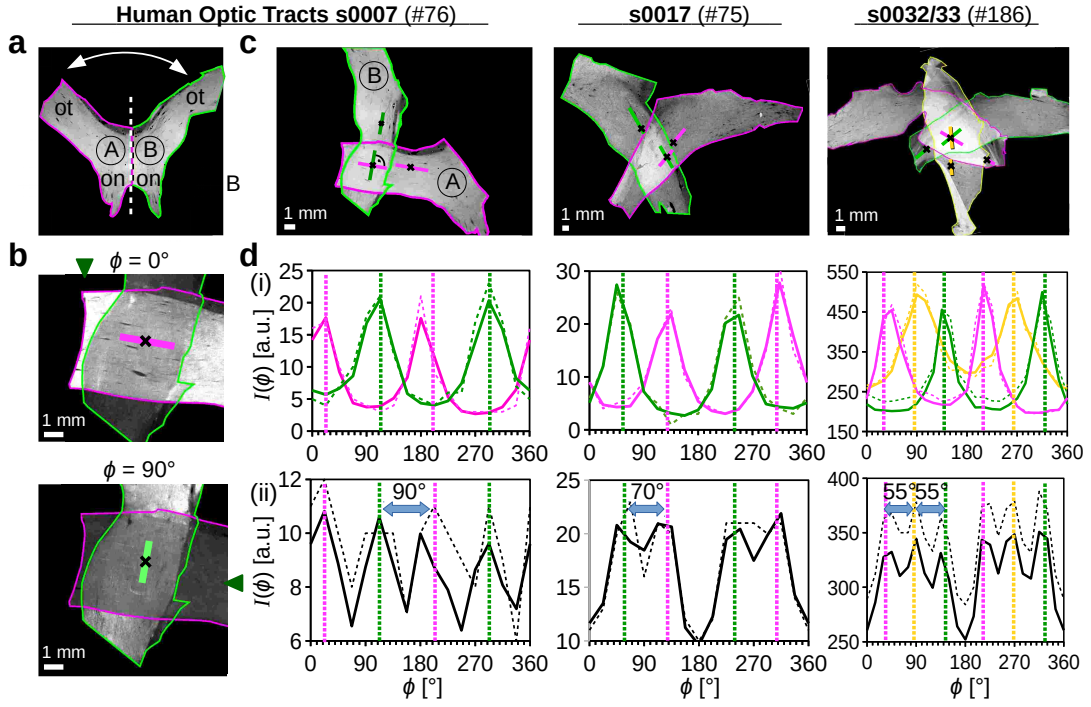 Human Optic Tracts s0007 (#76)
s0017 (#75)
s0032/33 (#186)
a
ot
ot
A
B
on
on
B
c
B
A
1 mm
1 mm
1 mm
b
ϕ = 0°
1 mm
ϕ = 90°
1 mm
d
(i)
I(ϕ) [a.u.]
25
20
15
10
5
0
0 90 180 270 360
30
20
10
0
0 90 180 270 360
550
450
350
250
150
0 90 180 270 360
(ii)
I(ϕ) [a.u.]
12
10
8
6
90°
0 90 180 270 360
ϕ [°]
25
20
15
10
70°
0 90 180 270 360
ϕ [°]
400
375
350
325
300
275
250
55° 55°
0 90 180 270 360
ϕ [°]